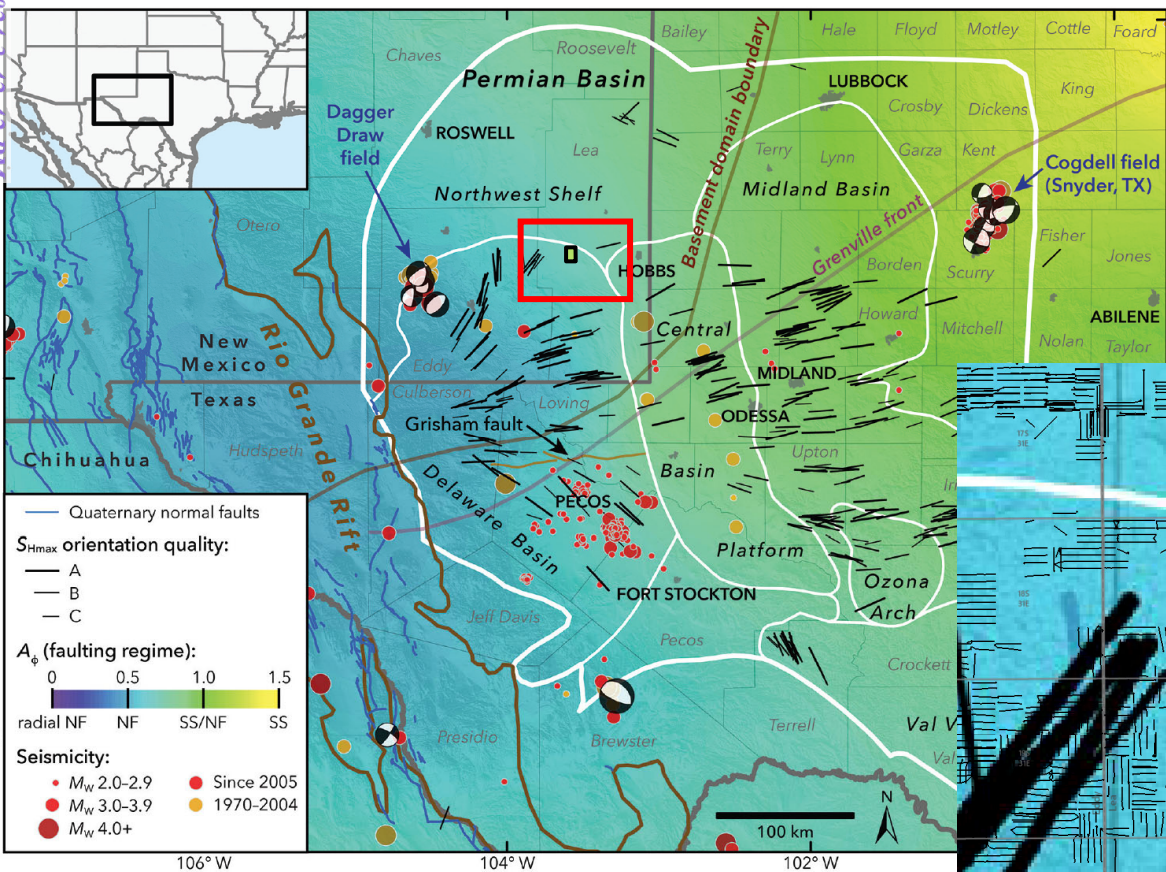 Bailey
Hale
Floyd
Motley
Cottle
Foard
Chaves
Roosevelt
Permian Basin
LUBBOCK
King
Crosby
Dickens
Dagger
Draw
field
ROSWELL
Lea
Basement domain boundary
Terry
Lynn
Garza
Kent
Cogdell field
(Snyder, TX)
Northwest Shelf
Midland Basin
Otero
Grenville front
Fisher
Jones
HOBBS
Borden
Scurry
Howard
Mitchell
ABILENE
Nolan
Taylor
Central
New
Mexico
Texas
Rio Grande Rift
Eddy
Culberson
Loving
MIDLAND
ODESSA
Grisham fault
Chihuahua
Hudspeth
Upton
Delaware
Basin
PECOS
Basin
Platform
FORT STOCKTON
Ozona
Arch
Jeff Davis
Pecos
Crockett
Presidio
Brewster
Terrell
Val V
Val
Quaternary normal faults
SHmax orientation quality:
A
B
C
Aϕ (faulting regime):
0 0.5 1.0 1.5
radial NF NF SS/NF SS
Seismicity:
Mw 2.0–2.9
Since 2005
Mw 3.0–3.9
1970–2004
Mw 4.0+
N
100 km
106° W
104° W
102° W
17S
31E
18S
31E